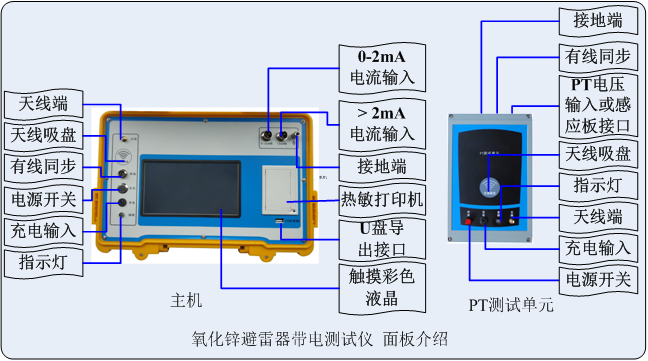 天线端
天线吸盘
有线同步
电源开关
充电输入
指示灯
0-2mA
电流输入
> 2mA
电流输入
接地端
热敏打印机
U盘导
出接口
触摸彩色
液晶
主机
接地端
有线同步
PT电压
输入或感
应板接口
天线吸盘
指示灯
天线端
充电输入
电源开关
PT测试单元
氧化锌避雷器带电测试仪 面板介绍